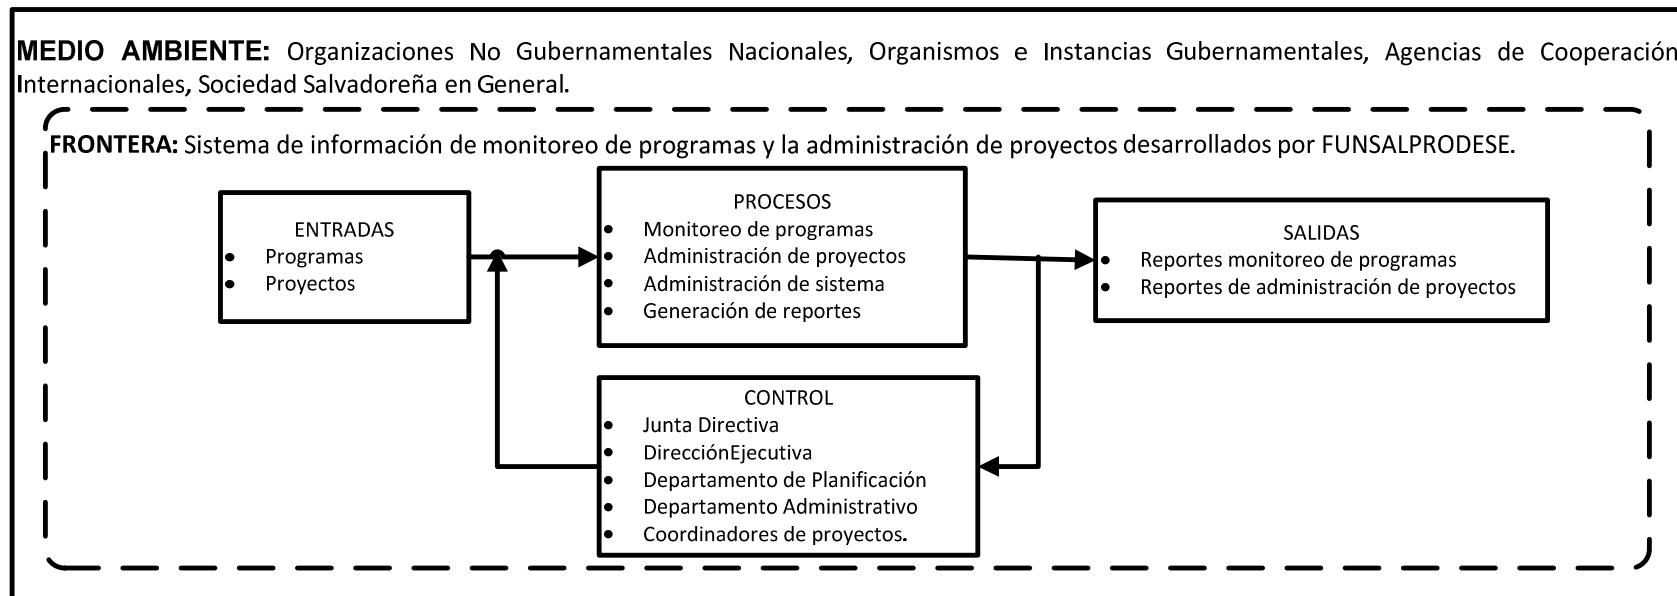 MEDIO AMBIENTE: Organizaciones No Gubernamentales Nacionales, Organismos e Instancias Gubernamentales, Agencias de Cooperación
Internacionales, Sociedad Salvadoreña en General.
FRONTERA: Sistema de información de monitoreo de programas y la administración de proyectos desarrollados por FUNSALPRODESE.
ENTRADAS
• Programas
• Proyectos
PROCESOS
• Monitoreo de programas
• Administración de proyectos
• Administración de sistema
• Generación de reportes
SALIDAS
• Reportes monitoreo de programas
• Reportes de administración de proyectos
CONTROL
• Junta Directiva
• DirecciónEjecutiva
• Departamento de Planificación
• Departamento Administrativo
• Coordinadores de proyectos.